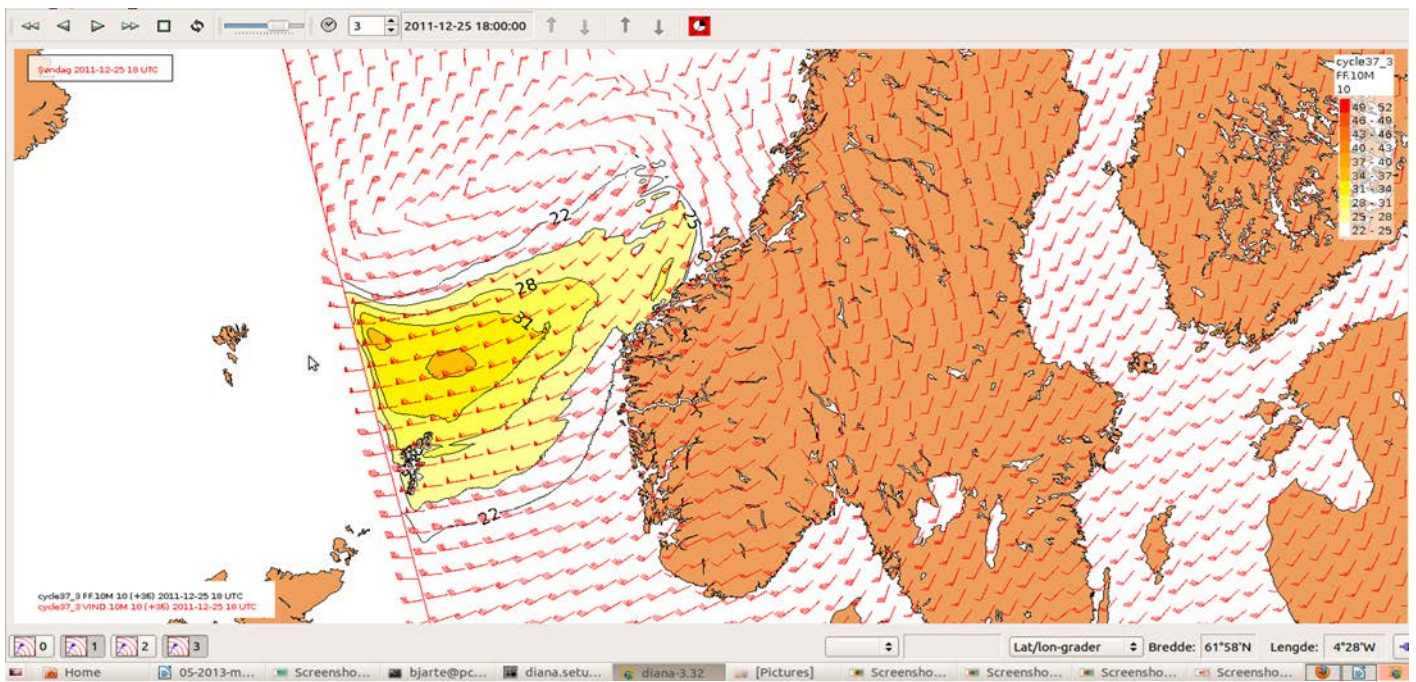 3 2011-12-25 18:00:00
Søndag 2011-12-25 18 UTC
cycle37_3
FF.10M
10
49 - 52
46 - 49
43 - 46
40 - 43
37 - 40
34 - 37
31 - 34
28 - 31
25 - 28
22 - 25
22
25
28
31
22
cycle37_3 FF.10M 10 (+36) 2011-12-25 18 UTC
cycle37_3 VIND.10M 10 (+36) 2011-12-25 18 UTC
0 1 2 3 Lat/lon-grader Bredde: 61°58'N Lengde: 4°28'W
Home 05-2013-m... Screensho... bjarte@pc... diana.setu... diana-3.32 [Pictures] Screensho... Screensho... Screensho... Screensho...